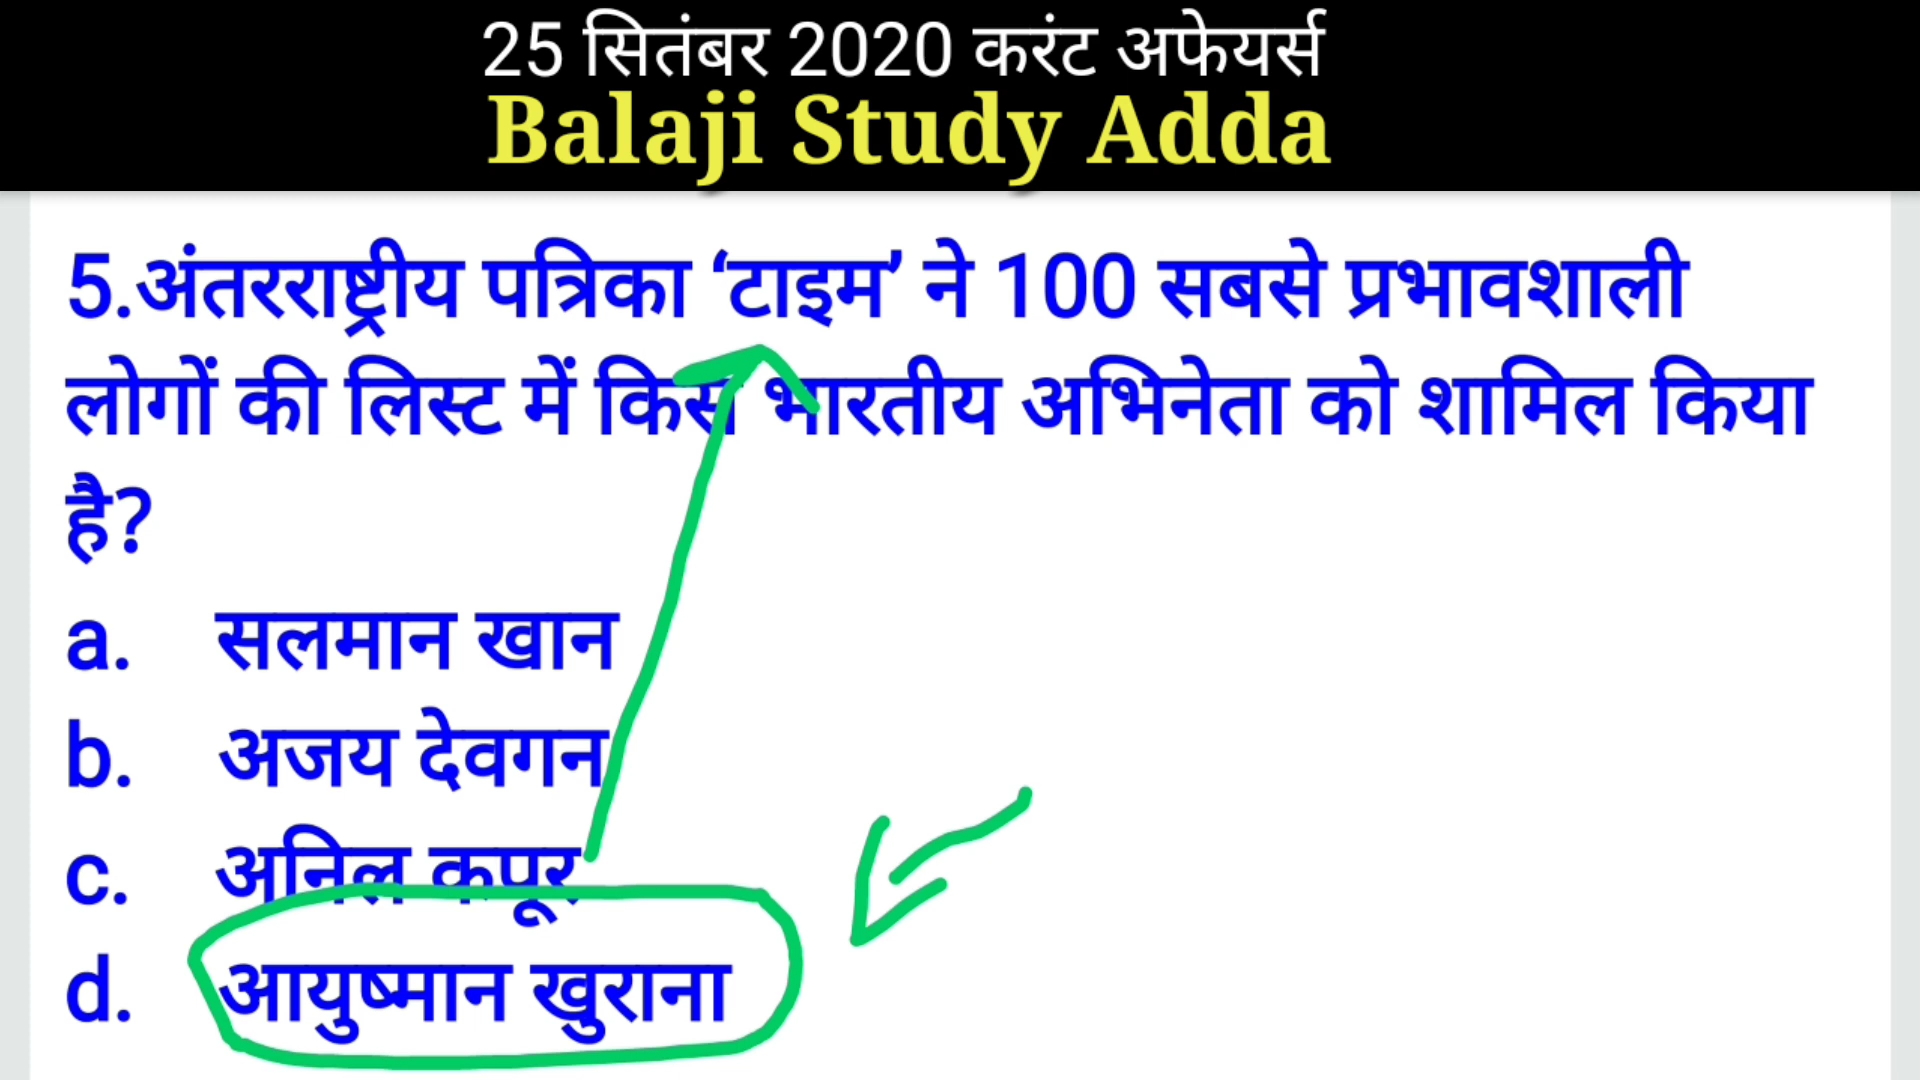 25 सितंबर 2020 करंट अफेयर्स
Balaji Study Adda
5.अंतरराष्ट्रीय पत्रिका ‘टाइम’ ने 100 सबसे प्रभावशाली
लोगों की लिस्ट में किस भारतीय अभिनेता को शामिल किया
है?
a. सलमान खान
b. अजय देवगन
c. अनिल कपूर
d. आयुष्मान खुराना